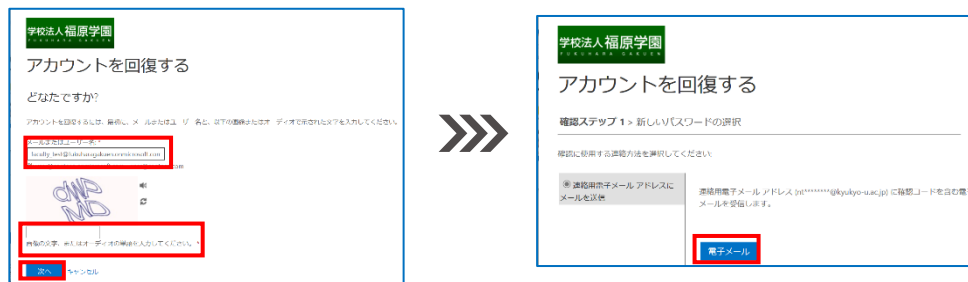 学校法人福原学園
FUKUHARA GAKUEN
アカウントを回復する
どなたですか?
アカウントを回復するには、最初に、メールまたはユーザー名と、以下の画像またはオーディオで示された文字を入力してください。
メールまたはユーザー名: *
画像の文字、またはオーディオの単語を入力してください。 *
次へ キャンセル
学校法人福原学園
FUKUHARA GAKUEN
アカウントを回復する
確認ステップ 1 > 新しいパスワードの選択
確認に使用する連絡方法を選択してください:
連絡用電子メール アドレスに
メールを送信
連絡用電子メール アドレス (nt********@kyukyo-u.ac.jp) に確認コードを含む電
メールを受信します。
電子メール